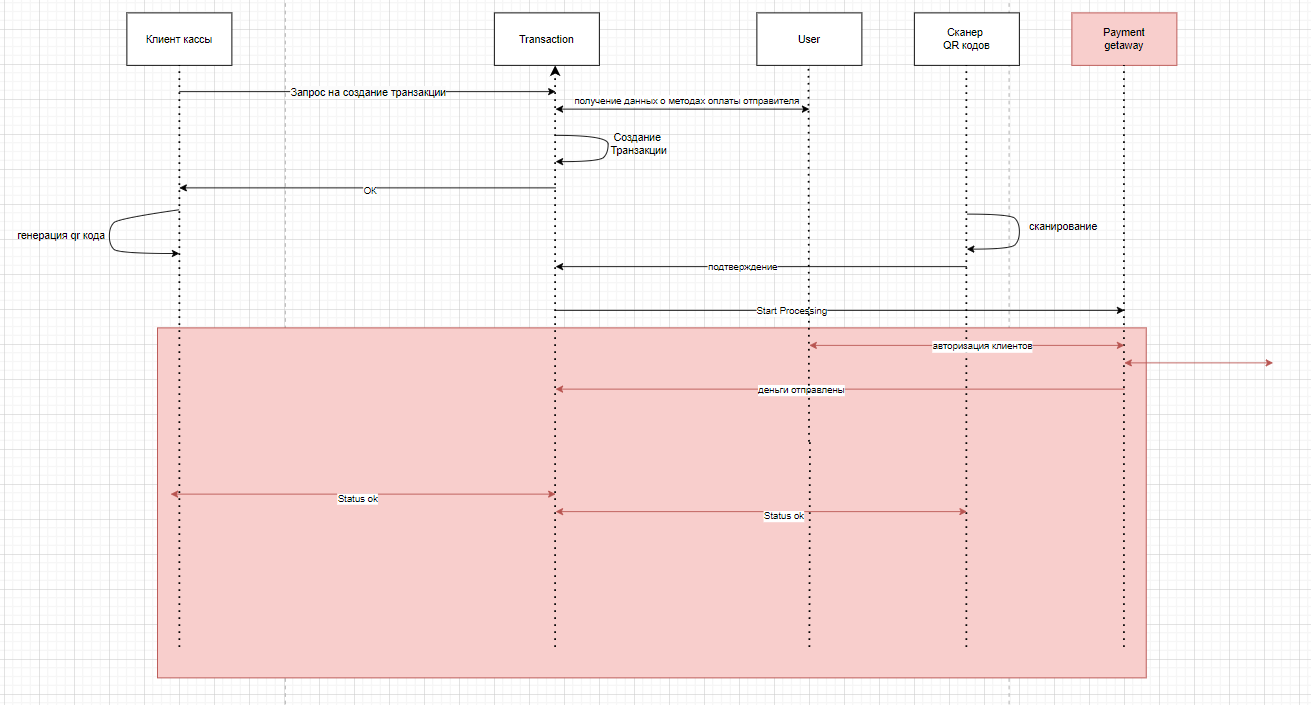 Клиент кассы
Transaction
User
Сканер
QR кодов
Payment
getaway
Запрос на создание транзакции
получение данных о методах оплаты отправителя
Создание
Транзакции
OK
генерация qr кода
сканирование
подтверждение
Start Processing
авторизация клиентов
деньги отправлены
Status ok
Status ok